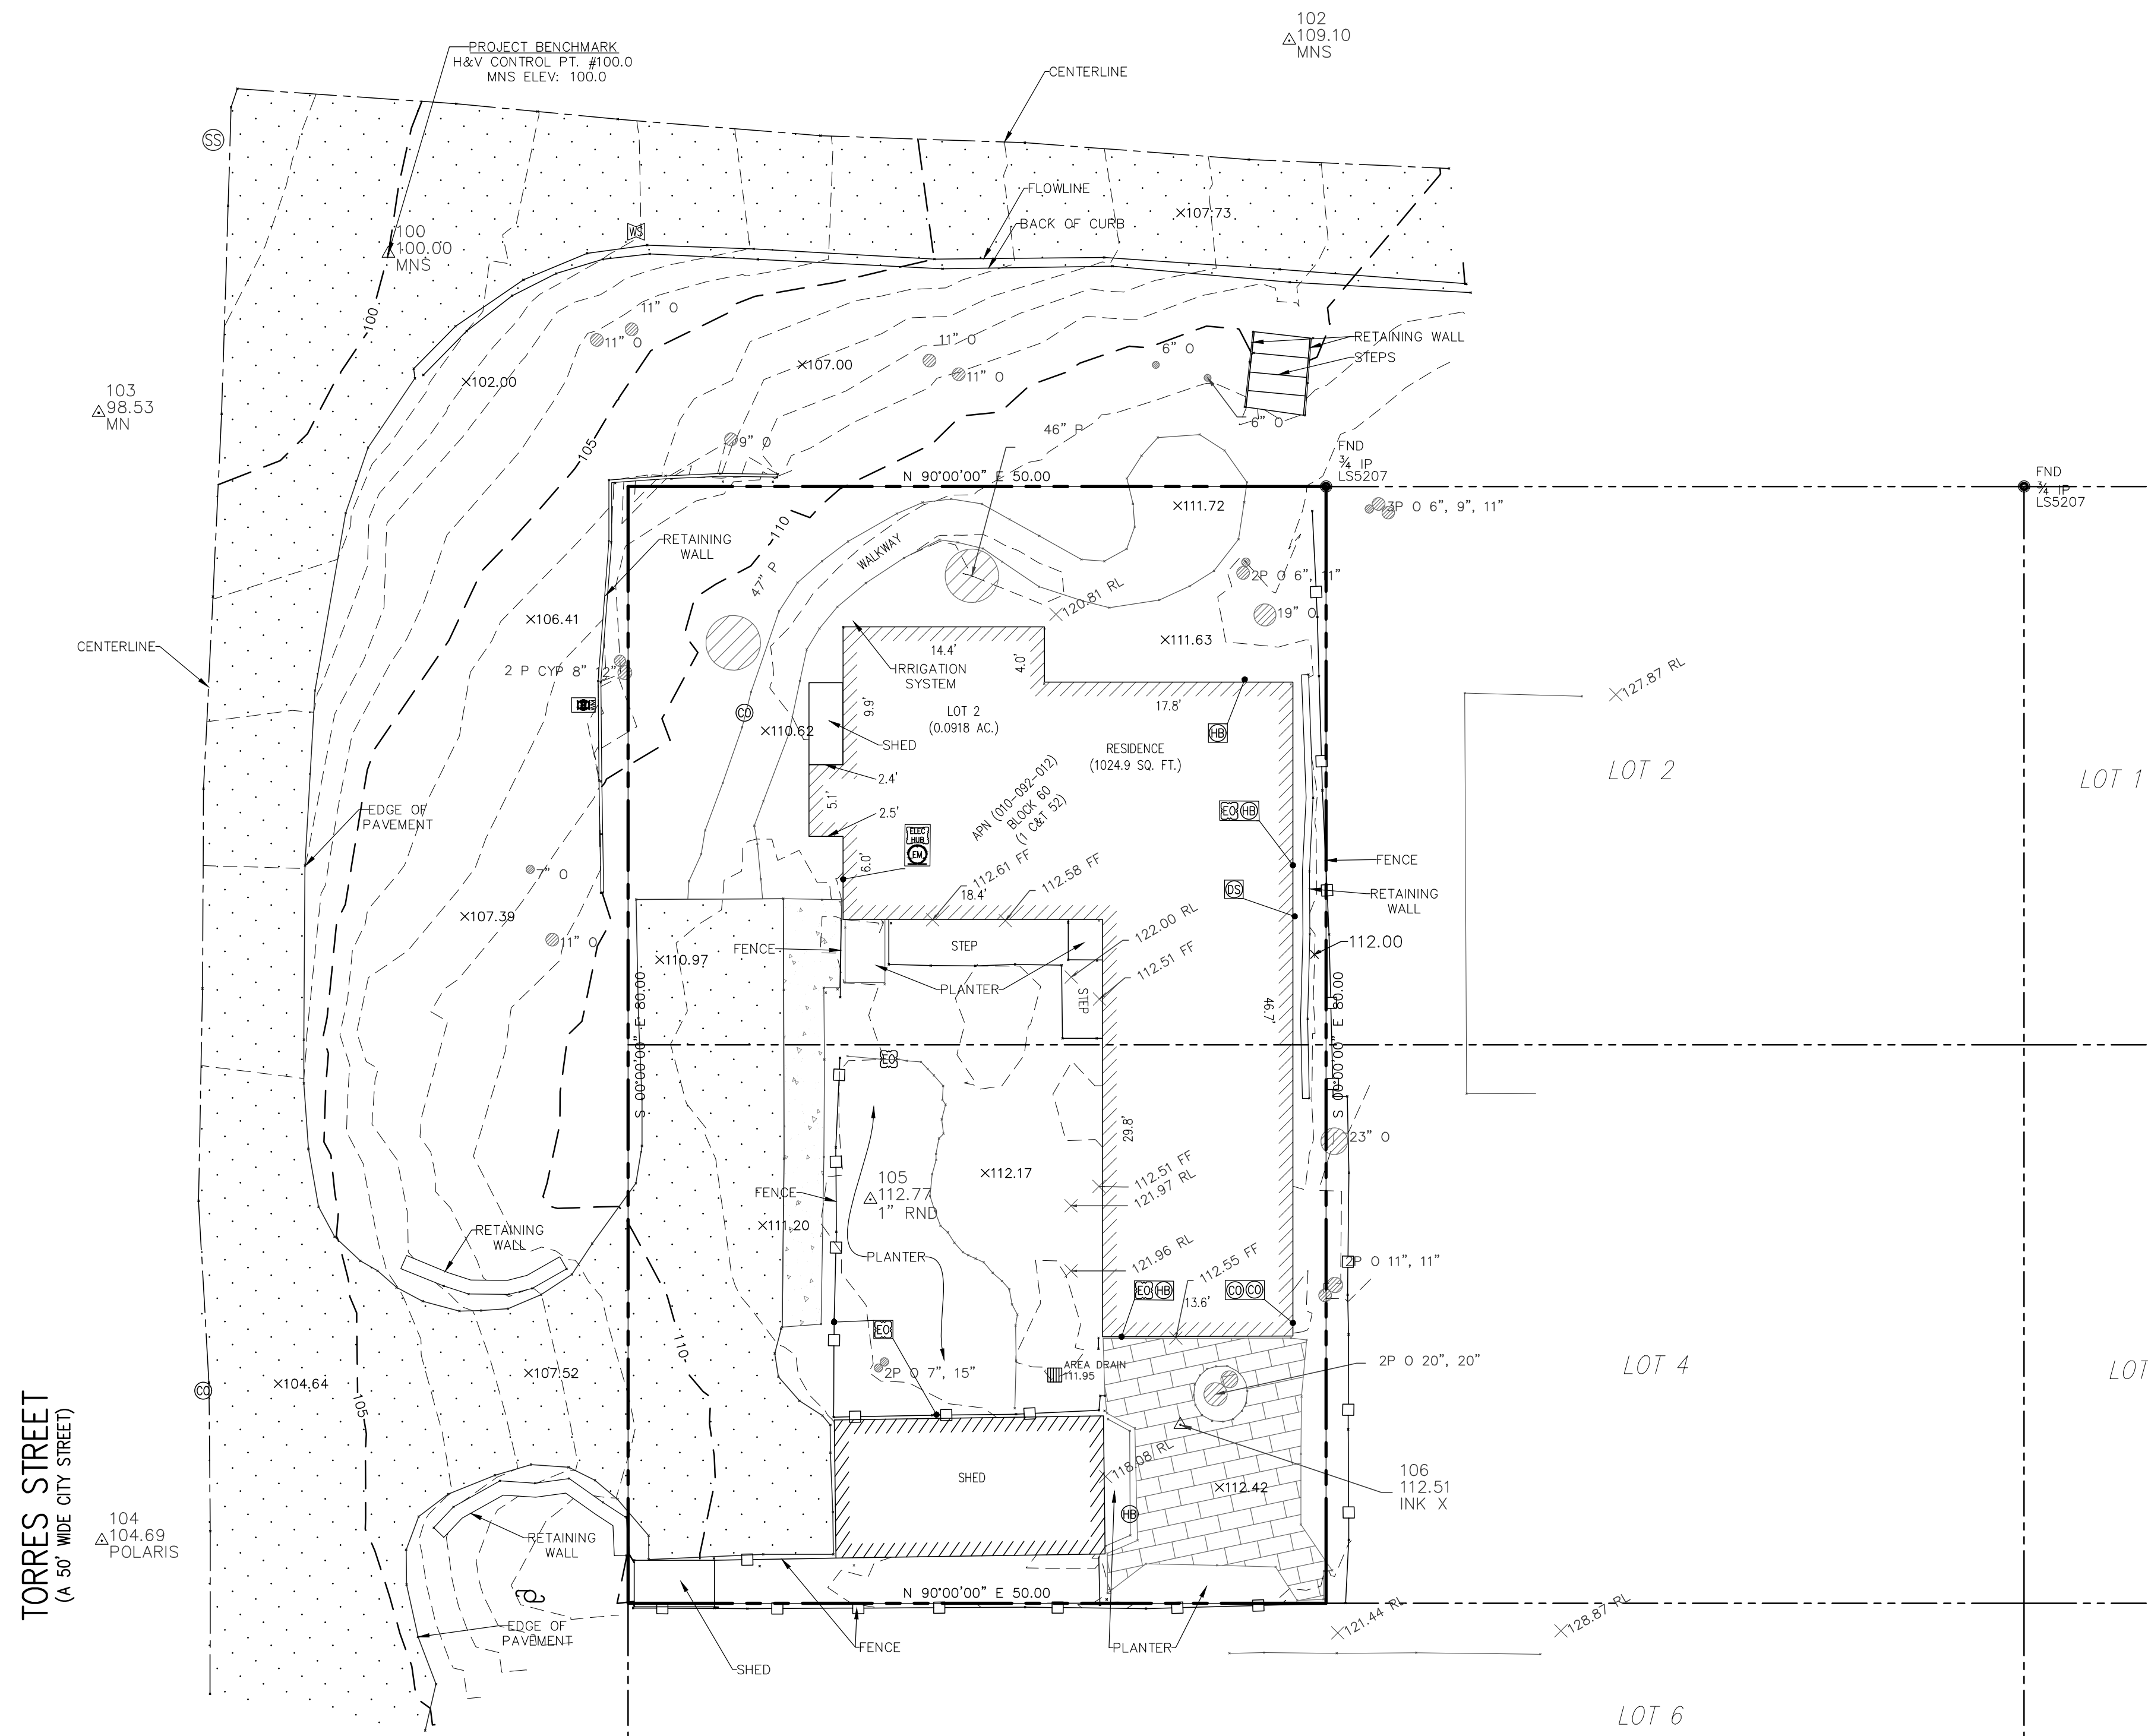 102
109.10
MNS
PROJECT BENCHMARK
H&V CONTROL PT. #100.0
MNS ELEV: 100.0
CENTERLINE
SS
FLOWLINE
BACK OF CURB
×107.73
WS
100
100.00
MNS
100
11" O
11" O
×107.00
11" O
11" O
6" O
RETAINING WALL
STEPS
×102.00
103
98.53
MN
6" O
46" P
9" O
105
FND
¾ IP
LS5207
FND
¾ IP
LS5207
N 90°00'00" E 50.00
×111.72
3P O 6", 9", 11"
110
RETAINING
WALL
WALKWAY
47" P
2P O 6", 11"
120.81 RL
19" O
×106.41
×111.63
CENTERLINE
14.4'
4.0'
IRRIGATION
SYSTEM
2 P CYP 8" 12"
127.87 RL
9.9'
17.8'
LOT 2
(0.0918 AC.)
CO
×110.62
SHED
HB
RESIDENCE
(1024.9 SQ. FT.)
LOT 2
LOT 1
2.4'
5.1'
2.5'
APN (010-092-012)
BLOCK 60
(1 C&T 52)
EO HB
EDGE OF
PAVEMENT
ELEC
HUB
EM
6.0'
112.61 FF
112.58 FF
18.4'
FENCE
7" O
DS
RETAINING
WALL
×107.39
122.00 RL
11" O
FENCE
STEP
112.00
×110.97
112.51 FF
PLANTER
STEP
46.7'
S 00°00'00" E 80.00
S 00°00'00" E 80.00
EO
29.8'
23" O
×112.17
105
112.77
1" RND
112.51 FF
121.97 RL
FENCE
×111.20
RETAINING
WALL
PLANTER
121.96 RL
112.55 FF
2P O 11", 11"
EO HB
CO CO
13.6'
EO
110
AREA DRAIN
111.95
2P O 7", 15"
2P O 20", 20"
LOT 4
LOT
×107.52
×104.64
CO
105
TORRES STREET
(A 50' WIDE CITY STREET)
SHED
118.08 RL
×112.42
106
112.51
INK X
HB
104
104.69
POLARIS
RETAINING
WALL
N 90°00'00" E 50.00
121.44 RL
128.87 RL
EDGE OF
PAVEMENT
FENCE
PLANTER
SHED
LOT 6